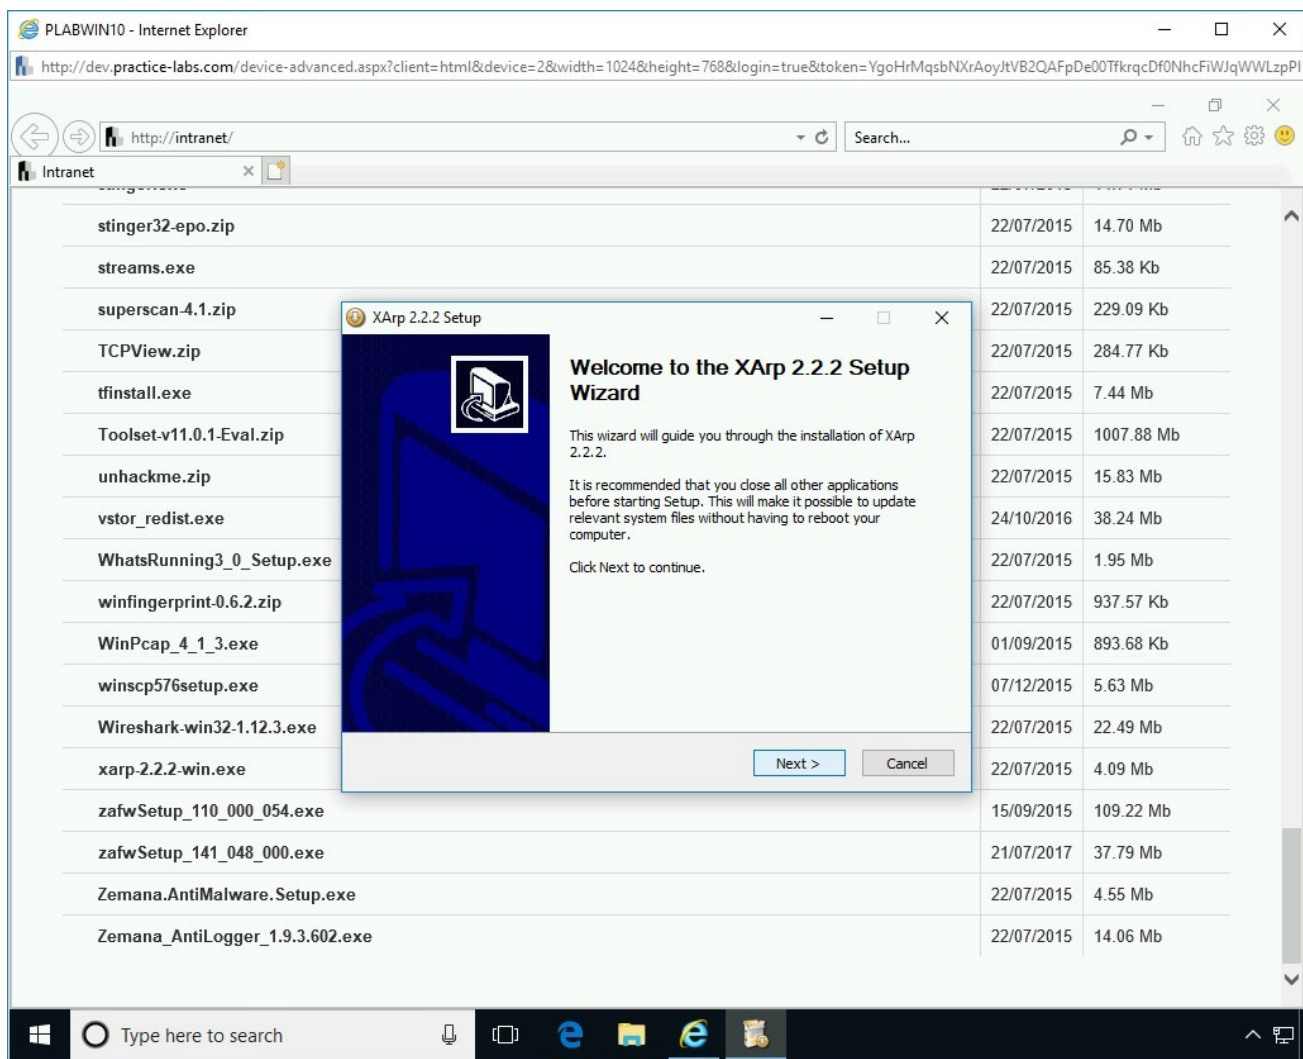 PLABWIN10 - Internet Explorer
http://dev.practice-labs.com/device-advanced.aspx?client=html&device=2&width=1024&height=768&login=true&token=YgoHrMqsbNXrAoyJtVB2QAFpDe00TfkrqcDf0NhcFiWJqWWLzpPI
http://intranet/
Search...
Intranet
stinger32-epo.zip 22/07/2015 14.70 Mb
streams.exe 22/07/2015 85.38 Kb
superscan-4.1.zip 22/07/2015 229.09 Kb
TCPView.zip 22/07/2015 284.77 Kb
tfinstall.exe 22/07/2015 7.44 Mb
Toolset-v11.0.1-Eval.zip 22/07/2015 1007.88 Mb
unhackme.zip 22/07/2015 15.83 Mb
vstor_redist.exe 24/10/2016 38.24 Mb
WhatsRunning3_0_Setup.exe 22/07/2015 1.95 Mb
winfingerprint-0.6.2.zip 22/07/2015 937.57 Kb
WinPcap_4_1_3.exe 01/09/2015 893.68 Kb
winscp576setup.exe 07/12/2015 5.63 Mb
Wireshark-win32-1.12.3.exe 22/07/2015 22.49 Mb
xarp-2.2.2-win.exe 22/07/2015 4.09 Mb
zafwSetup_110_000_054.exe 15/09/2015 109.22 Mb
zafwSetup_141_048_000.exe 21/07/2017 37.79 Mb
Zemana.AntiMalware.Setup.exe 22/07/2015 4.55 Mb
Zemana_AntiLogger_1.9.3.602.exe 22/07/2015 14.06 Mb
XArp 2.2.2 Setup
Welcome to the XArp 2.2.2 Setup
Wizard
This wizard will guide you through the installation of XArp
2.2.2.
It is recommended that you close all other applications
before starting Setup. This will make it possible to update
relevant system files without having to reboot your
computer.
Click Next to continue.
Next >
Cancel
Type here to search